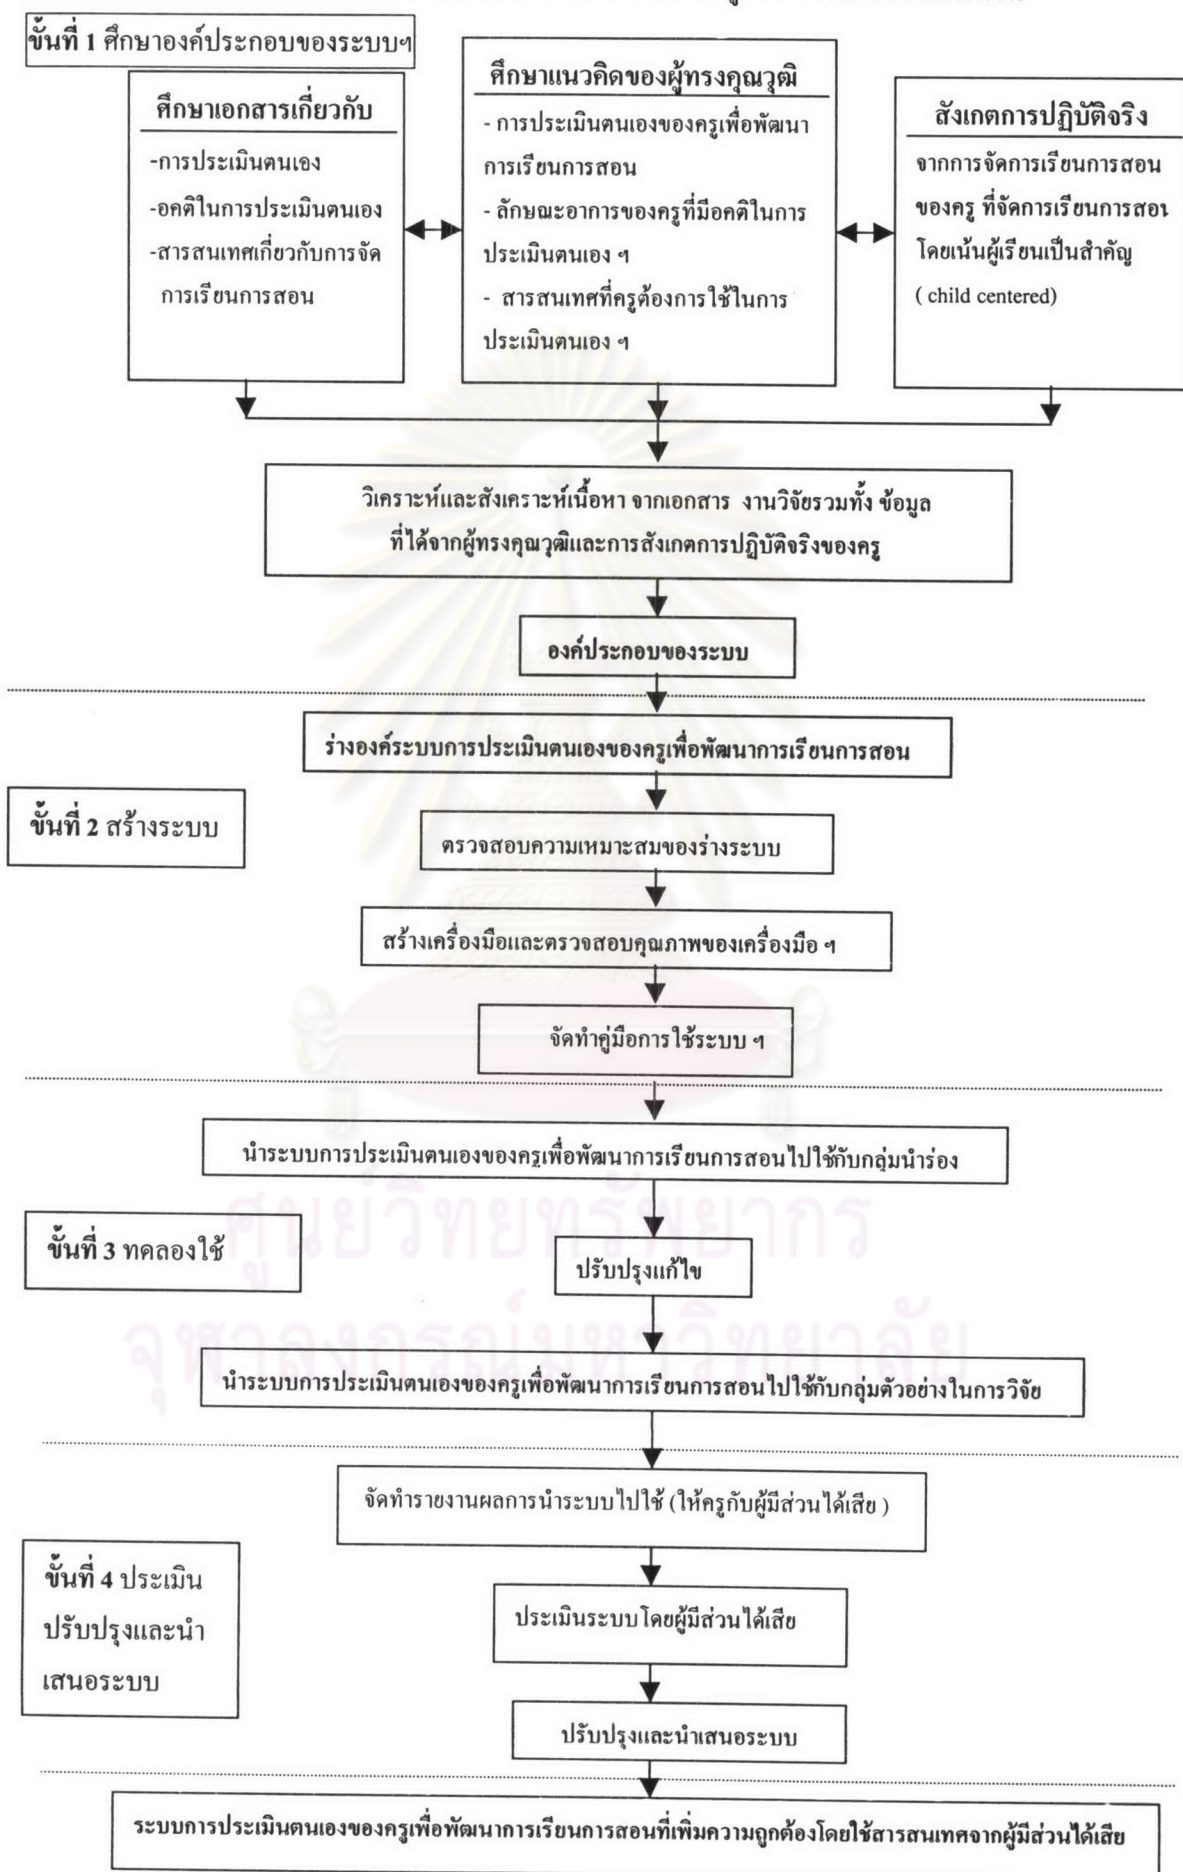 ขั้นที่ 1 ศึกษาองค์ประกอบของระบบฯ
ศึกษาเอกสารเกี่ยวกับ
-การประเมินตนเอง
-อคติในการประเมินตนเอง
-สารสนเทศเกี่ยวกับการจัด
การเรียนการสอน
ศึกษาแนวคิดของผู้ทรงคุณวุฒิ
- การประเมินตนเองของครูเพื่อพัฒนา
การเรียนการสอน
- ลักษณะอาการของครูที่มีอคติในการ
ประเมินตนเอง ฯ
- สารสนเทศที่ครูต้องการใช้ในการ
ประเมินตนเอง ฯ
สังเกตการปฏิบัติจริง
จากการจัดการเรียนการสอน
ของครู ที่จัดการเรียนการสอน
โดยเน้นผู้เรียนเป็นสำคัญ
( child centered)
วิเคราะห์และสังเคราะห์เนื้อหา จากเอกสาร งานวิจัยรวมทั้ง ข้อมูล
ที่ได้จากผู้ทรงคุณวุฒิและการสังเกตการปฏิบัติจริงของครู
องค์ประกอบของระบบ
ร่างองค์ระบบการประเมินตนเองของครูเพื่อพัฒนาการเรียนการสอน
ขั้นที่ 2 สร้างระบบ
ตรวจสอบความเหมาะสมของร่างระบบ
สร้างเครื่องมือและตรวจสอบคุณภาพของเครื่องมือ ฯ
จัดทำคู่มือการใช้ระบบ ฯ
นำระบบการประเมินตนเองของครูเพื่อพัฒนาการเรียนการสอนไปใช้กับกลุ่มนำร่อง
ศูนย์วิทยทรัพยากร
ขั้นที่ 3 ทดลองใช้
ปรับปรุงแก้ไข
จุฬาลงกรณ์มหาวิทยาลัย
นำระบบการประเมินตนเองของครูเพื่อพัฒนาการเรียนการสอนไปใช้กับกลุ่มตัวอย่างในการวิจัย
จัดทำรายงานผลการนำระบบไปใช้ (ให้ครูกับผู้มีส่วนได้เสีย )
ขั้นที่ 4 ประเมิน
ปรับปรุงและนำ
เสนอระบบ
ประเมินระบบโดยผู้มีส่วนได้เสีย
ปรับปรุงและนำเสนอระบบ
ระบบการประเมินตนเองของครูเพื่อพัฒนาการเรียนการสอนที่เพิ่มความถูกต้องโดยใช้สารสนเทศจากผู้มีส่วนได้เสีย